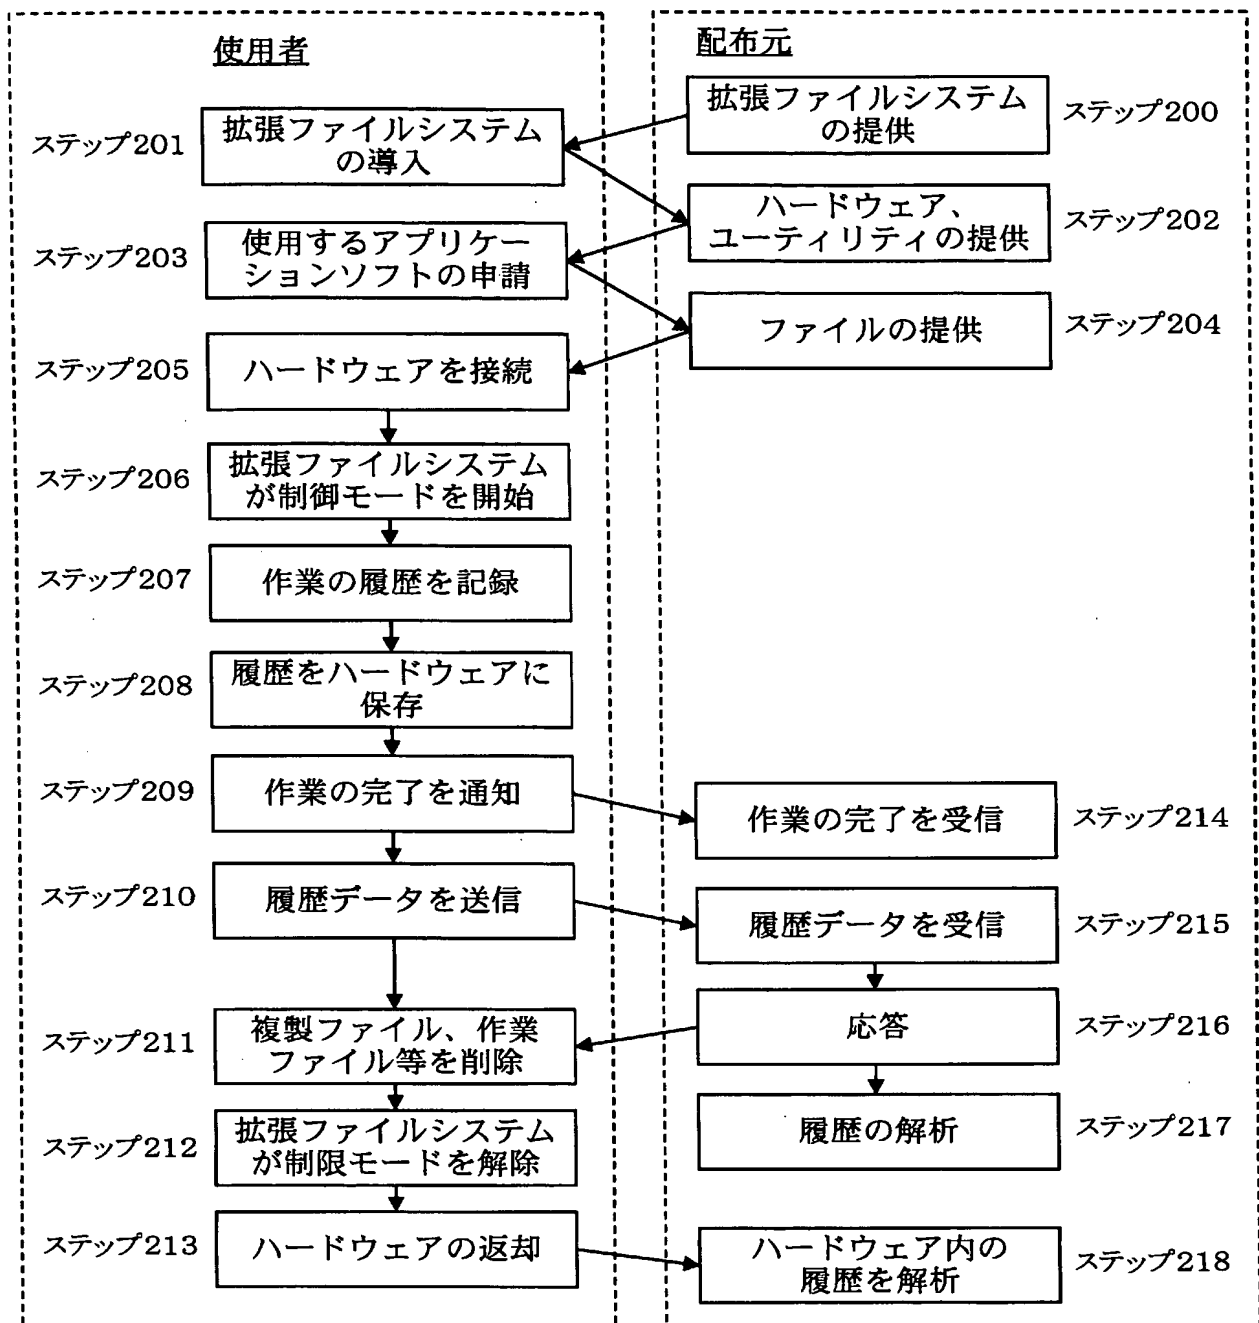 使用者
配布元
拡張ファイルシステム
の提供
ステップ200
ステップ201
拡張ファイルシステム
の導入
ハードウェア、
ユーティリティの提供
ステップ202
ステップ203
使用するアプリケー
ションソフトの申請
ファイルの提供
ステップ204
ステップ205
ハードウェアを接続
ステップ206
拡張ファイルシステム
が制御モードを開始
ステップ207
作業の履歴を記録
ステップ208
履歴をハードウェアに
保存
ステップ209
作業の完了を通知
作業の完了を受信
ステップ214
ステップ210
履歴データを送信
履歴データを受信
ステップ215
ステップ211
複製ファイル、作業
ファイル等を削除
応答
ステップ216
ステップ212
拡張ファイルシステム
が制限モードを解除
履歴の解析
ステップ217
ステップ213
ハードウェアの返却
ハードウェア内の
履歴を解析
ステップ218